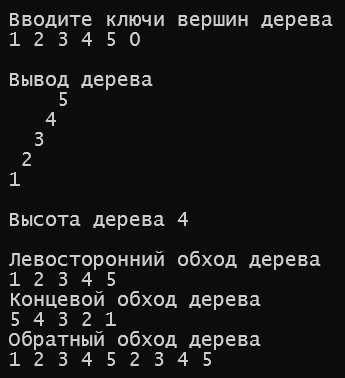 Введите ключи вершин дерева
1 2 3 4 5 0
Вывод дерева
5
4
3
2
1
Высота дерева 4
Левосторонний обход дерева
1 2 3 4 5
Концевой обход дерева
5 4 3 2 1
Обратный обход дерева
1 2 3 4 5 2 3 4 5